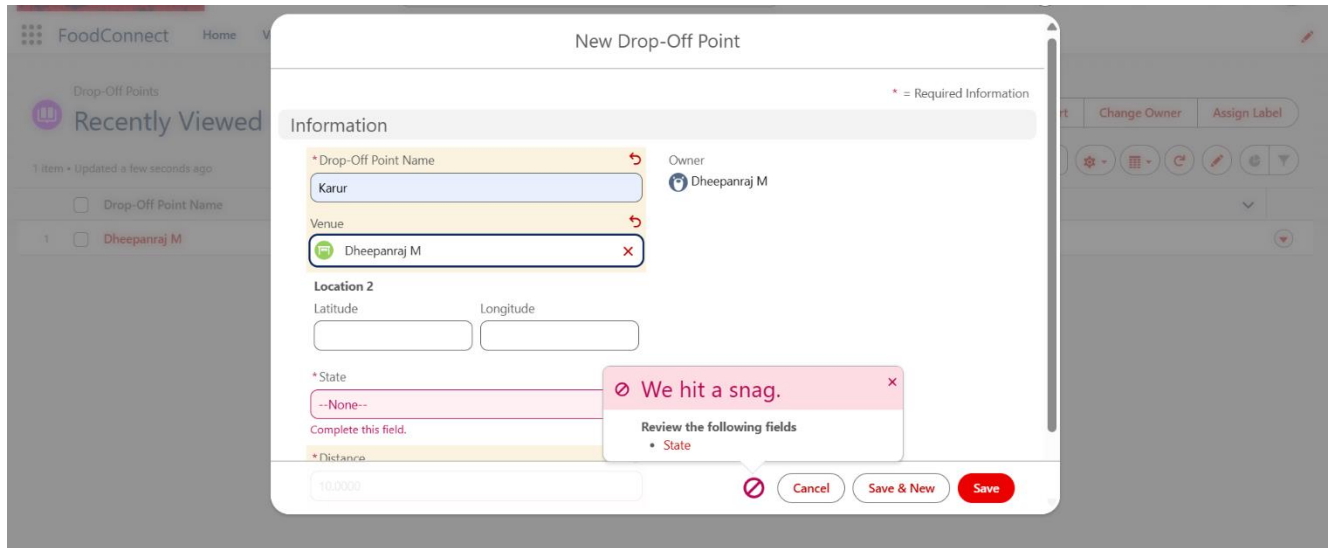 FoodConnect Home V
New Drop-Off Point
* = Required Information
Drop-Off Points
Recently Viewed
Change Owner Assign Label
1 item • Updated a few seconds ago
Information
*Drop-Off Point Name
Karur
Owner
Dheepanraj M
Venue
Dheepanraj M
Drop-Off Point Name
1 Dheepanraj M
Location 2
Latitude Longitude
*State
--None--
Complete this field.
*Distance
10.0000
We hit a snag.
Review the following fields
• State
Cancel Save & New Save